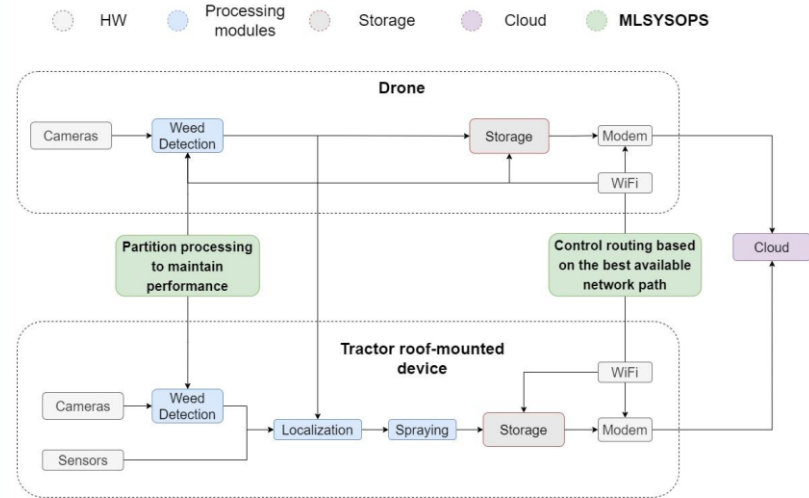 HW
Processing
modules
Storage
Cloud
MLSYSOPS
Drone
Cameras
Weed
Detection
Storage
Modem
WiFi
Partition processing
to maintain
performance
Control routing based
on the best available
network path
Cloud
Tractor roof-mounted
device
WiFi
Cameras
Weed
Detection
Localization
Spraying
Storage
Modem
Sensors